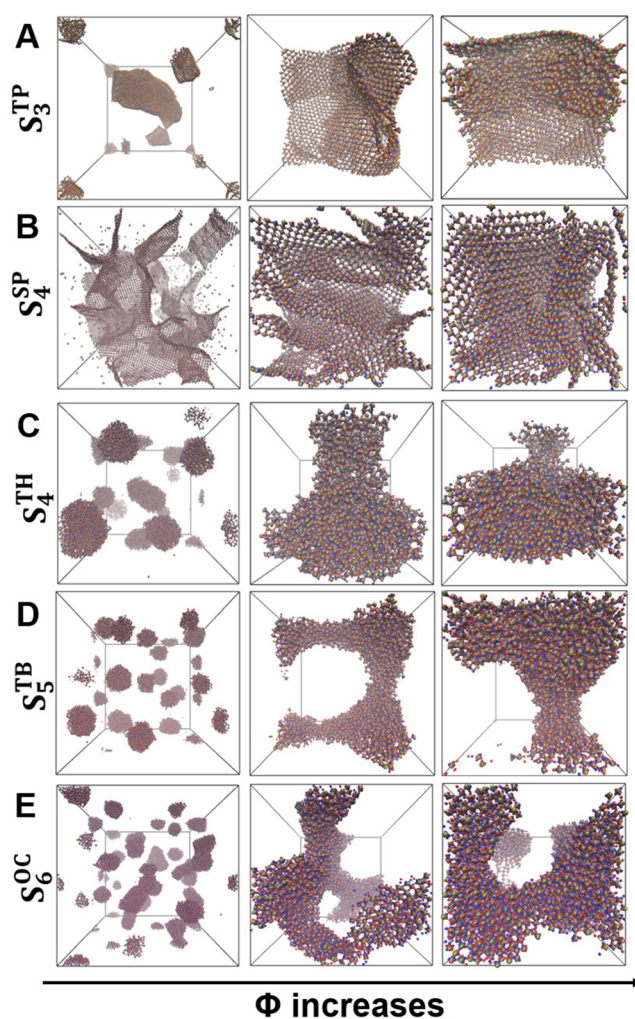 A
S₃ᵀᴾ
B
S₄ˢᴾ
C
S₄ᵀᴴ
D
S₅ᵀᴮ
E
S₆ᴼꟲ
Φ increases